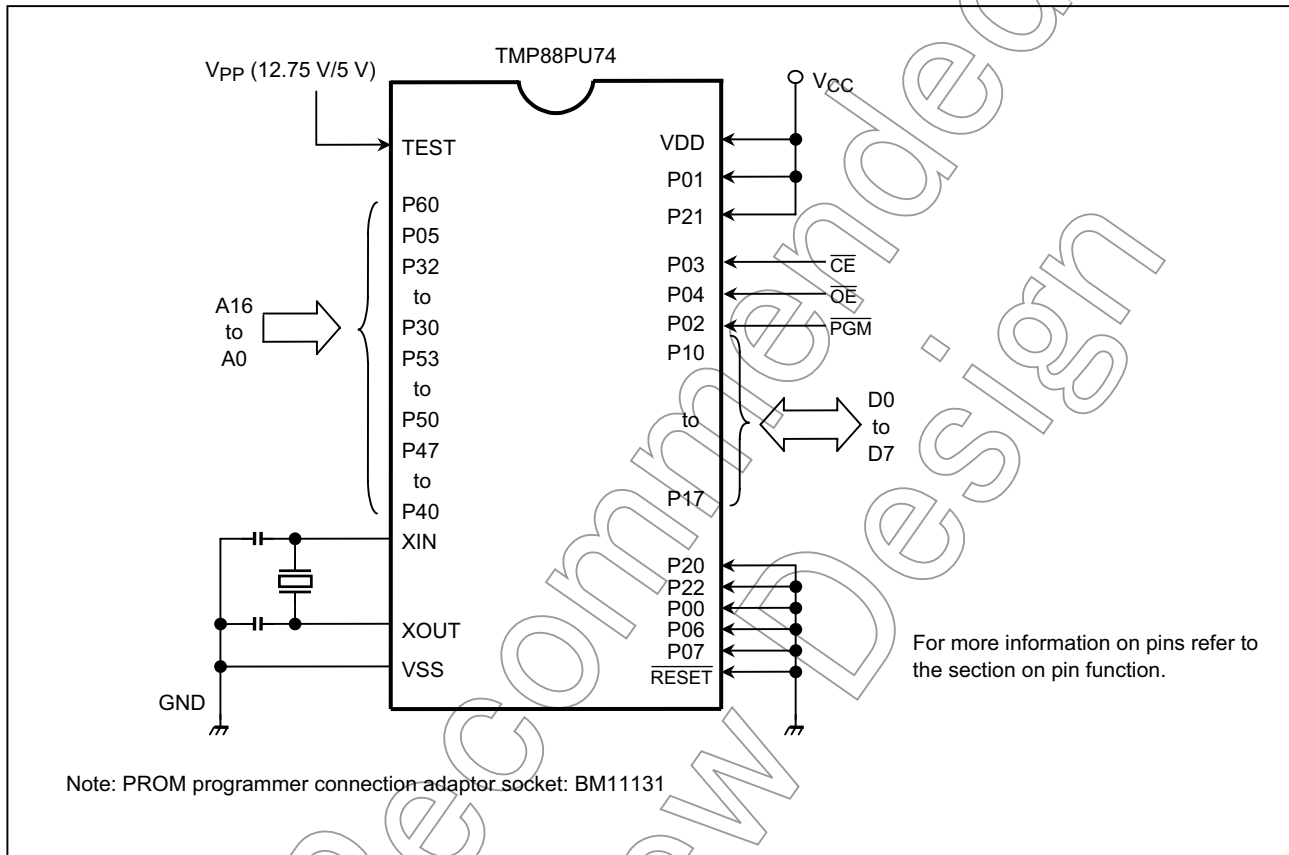 TMP88PU74
VPP (12.75 V/5 V)
VCC
TEST
VDD
P01
P21
P60
P05
P32
to
P30
P53
to
P50
P47
to
P40
A16
to
A0
P03
CE
P04
OE
P02
PGM
P10
to
P17
D0
to
D7
XIN
XOUT
VSS
GND
P20
P22
P00
P06
P07
RESET
For more information on pins refer to
the section on pin function.
Note: PROM programmer connection adaptor socket: BM11131
Recommended
New Design